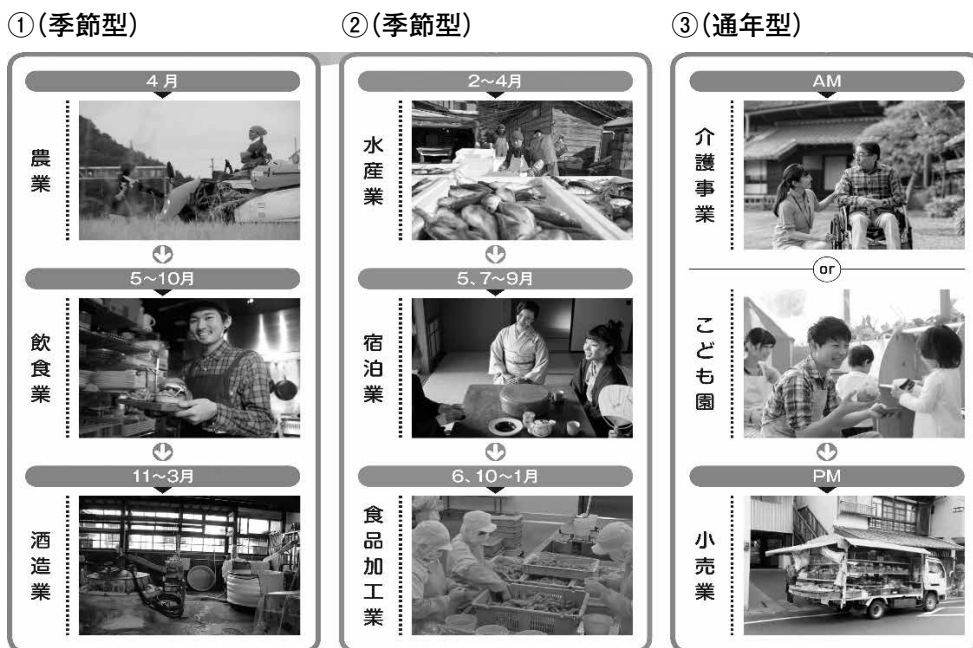 ①(季節型)
4月
農業
5~10月
飲食業
11~3月
酒造業
②(季節型)
2~4月
水産業
5、7~9月
宿泊業
6、10~1月
食品加工業
③(通年型)
AM
介護事業
or
こども園
PM
小売業